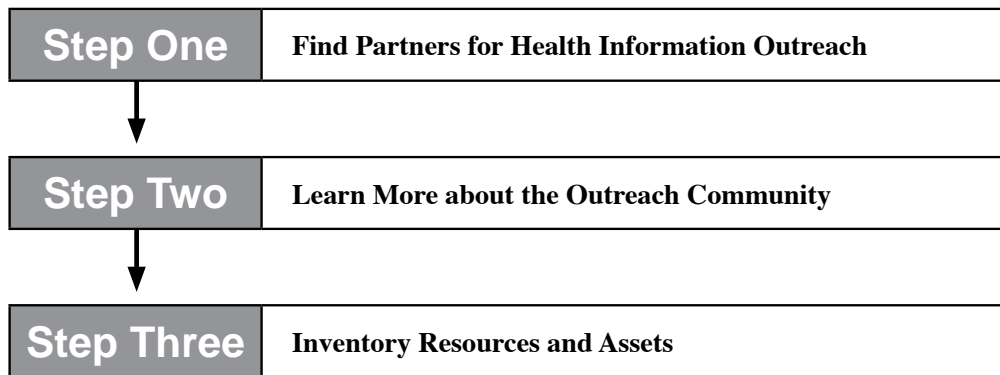 Step One Find Partners for Health Information Outreach
Step Two Learn More about the Outreach Community
Step Three Inventory Resources and Assets